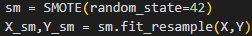 sm = SMOTE(random_state=42)
X_sm,Y_sm = sm.fit_resample(X,Y)